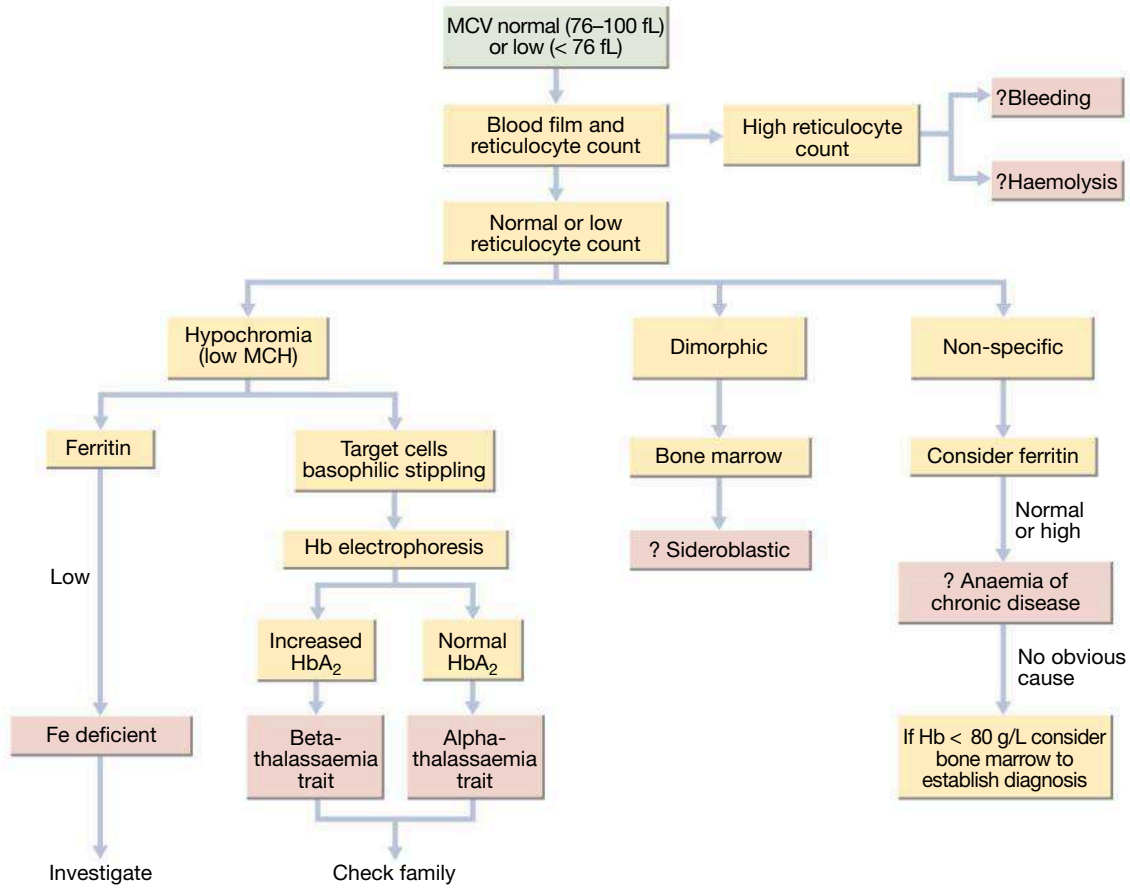 MCV normal (76–100 fL)
or low (< 76 fL)
Blood film and
reticulocyte count
High reticulocyte
count
?Bleeding
?Haemolysis
Normal or low
reticulocyte count
Hypochromia
(low MCH)
Dimorphic
Non-specific
Ferritin
Target cells
basophilic stippling
Bone marrow
Consider ferritin
Normal
or high
Hb electrophoresis
? Sideroblastic
Low
? Anaemia of
chronic disease
Increased
HbA₂
Normal
HbA₂
No obvious
cause
Fe deficient
Beta-
thalassaemia
trait
Alpha-
thalassaemia
trait
If Hb < 80 g/L consider
bone marrow to
establish diagnosis
Investigate
Check family